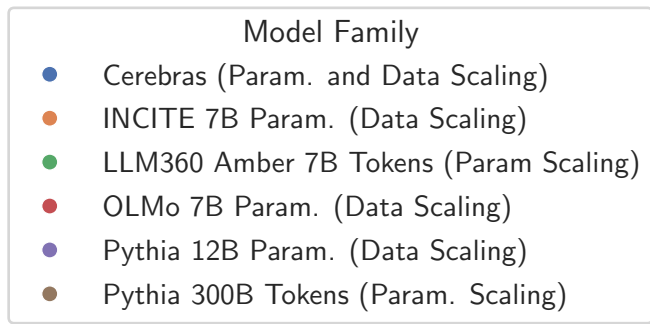 Model Family
Cerebras (Param. and Data Scaling)
INCITE 7B Param. (Data Scaling)
LLM360 Amber 7B Tokens (Param Scaling)
OLMo 7B Param. (Data Scaling)
Pythia 12B Param. (Data Scaling)
Pythia 300B Tokens (Param. Scaling)